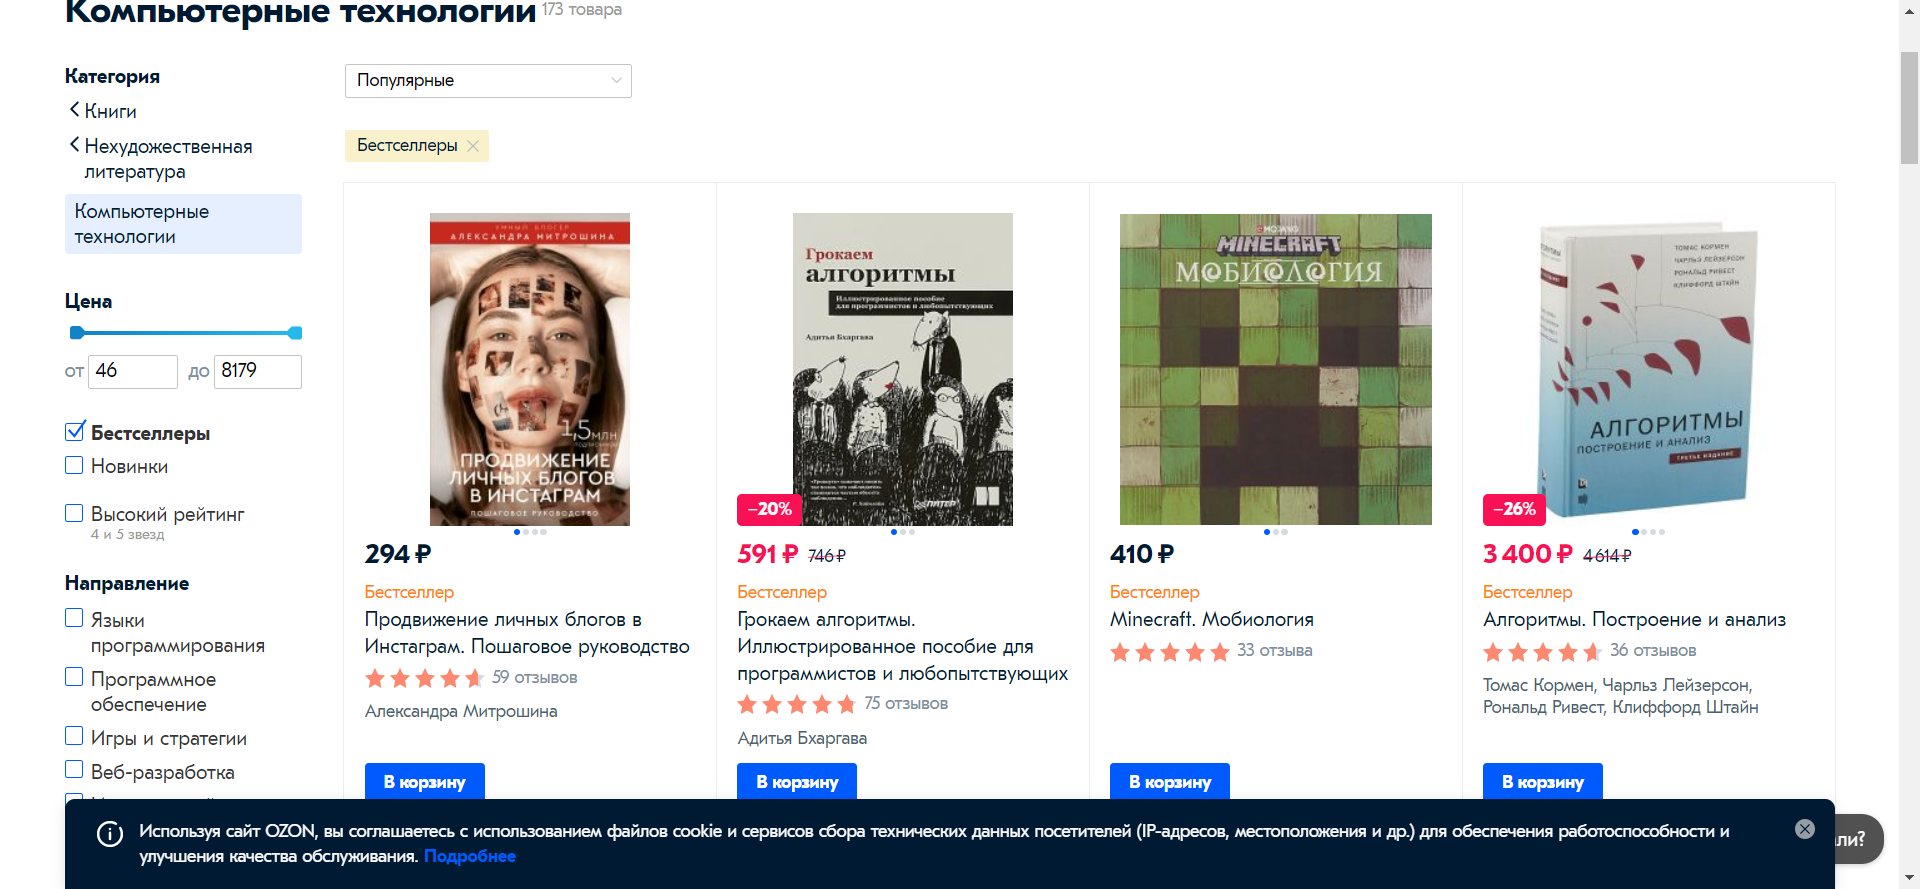 Компьютерные технологии 173 товара
Категория
Книги
Нехудожественная
литература
Компьютерные
технологии
Цена
от 46 до 8179
Бестселлеры
Новинки
Высокий рейтинг
4 и 5 звезд
Направление
Языки
программирования
Программное
обеспечение
Игры и стратегии
Веб-разработка
Популярные
Бестселлеры
УМНЫЙ БЛОГЕР
АЛЕКСАНДРА МИТРОШИНА
1,5 МЛН
ПОДПИСЧИКОВ
ПРОДВИЖЕНИЕ
ЛИЧНЫХ БЛОГОВ
В ИНСТАГРАМ
ПОШАГОВОЕ РУКОВОДСТВО
294 ₽
Бестселлер
Продвижение личных блогов в
Инстаграм. Пошаговое руководство
59 отзывов
Александра Митрошина
В корзину
Грокаем
алгоритмы
Иллюстрированное пособие
для программистов и любопытствующих
Адитья Бхаргава
ПИТЕР
−20%
591 ₽ 746 ₽
Бестселлер
Грокаем алгоритмы.
Иллюстрированное пособие для
программистов и любопытствующих
75 отзывов
Адитья Бхаргава
В корзину
MOJANG
MINECRAFT
МОБИОЛОГИЯ
410 ₽
Бестселлер
Minecraft. Мобиология
33 отзыва
В корзину
ТОМАС КОРМЕН
ЧАРЛЬЗ ЛЕЙЗЕРСОН
РОНАЛЬД РИВЕСТ
КЛИФФОРД ШТАЙН
АЛГОРИТМЫ
ПОСТРОЕНИЕ И АНАЛИЗ
ТРЕТЬЕ ИЗДАНИЕ
−26%
3 400 ₽ 4 614 ₽
Бестселлер
Алгоритмы. Построение и анализ
36 отзывов
Томас Кормен, Чарльз Лейзерсон,
Рональд Ривест, Клиффорд Штайн
В корзину
Используя сайт OZON, вы соглашаетесь с использованием файлов cookie и сервисов сбора технических данных посетителей (IP-адресов, местоположения и др.) для обеспечения работоспособности и
улучшения качества обслуживания. Подробнее
ли?